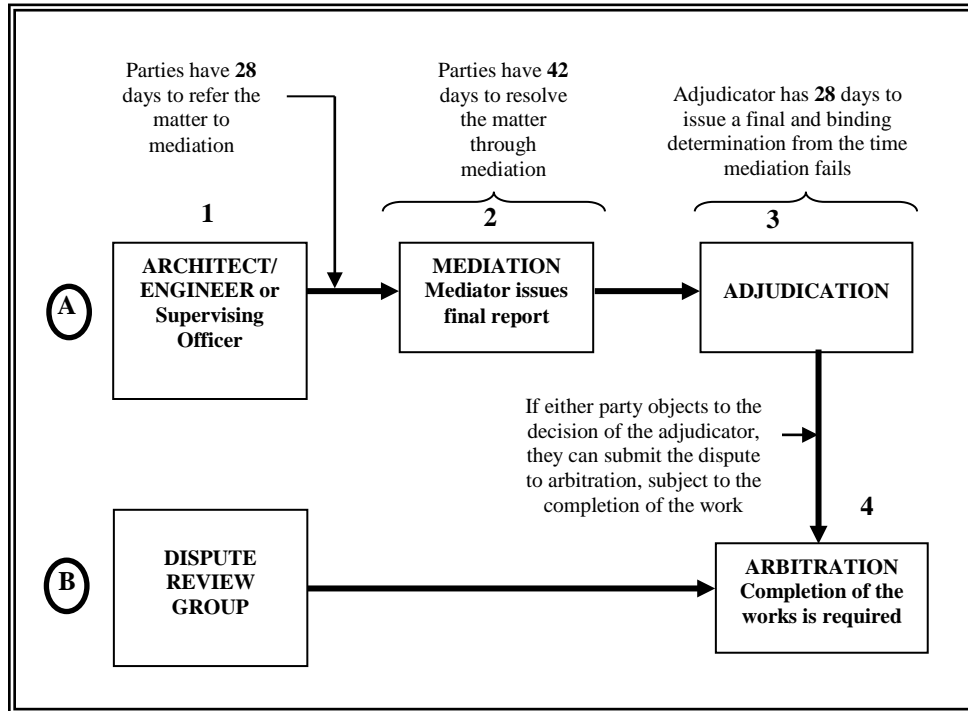 Parties have 28
days to refer the
matter to
mediation
Parties have 42
days to resolve
the matter
through
mediation
Adjudicator has 28 days to
issue a final and binding
determination from the time
mediation fails
1
2
3
A
ARCHITECT/
ENGINEER or
Supervising
Officer
MEDIATION
Mediator issues
final report
ADJUDICATION
If either party objects to the
decision of the adjudicator,
they can submit the dispute
to arbitration, subject to the
completion of the work
4
B
DISPUTE
REVIEW
GROUP
ARBITRATION
Completion of the
works is required